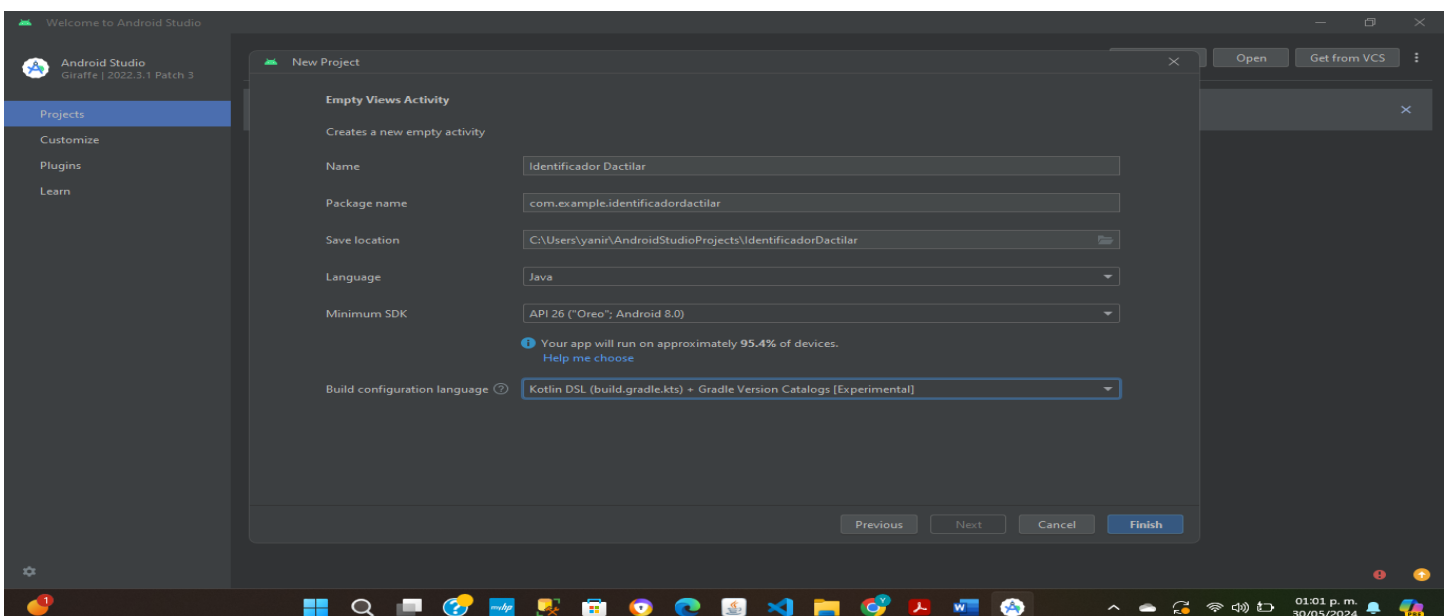 Welcome to Android Studio
Android Studio
Giraffe | 2022.3.1 Patch 3
Projects
Customize
Plugins
Learn
Open
Get from VCS
New Project
Empty Views Activity
Creates a new empty activity
Name
Identificador Dactilar
Package name
com.example.identificadordactilar
Save location
C:\Users\yanir\AndroidStudioProjects\IdentificadorDactilar
Language
Java
Minimum SDK
API 26 ("Oreo"; Android 8.0)
Your app will run on approximately 95.4% of devices.
Help me choose
Build configuration language
Kotlin DSL (build.gradle.kts) + Gradle Version Catalogs [Experimental]
Previous
Next
Cancel
Finish
1
01:01 p. m.
30/05/2024